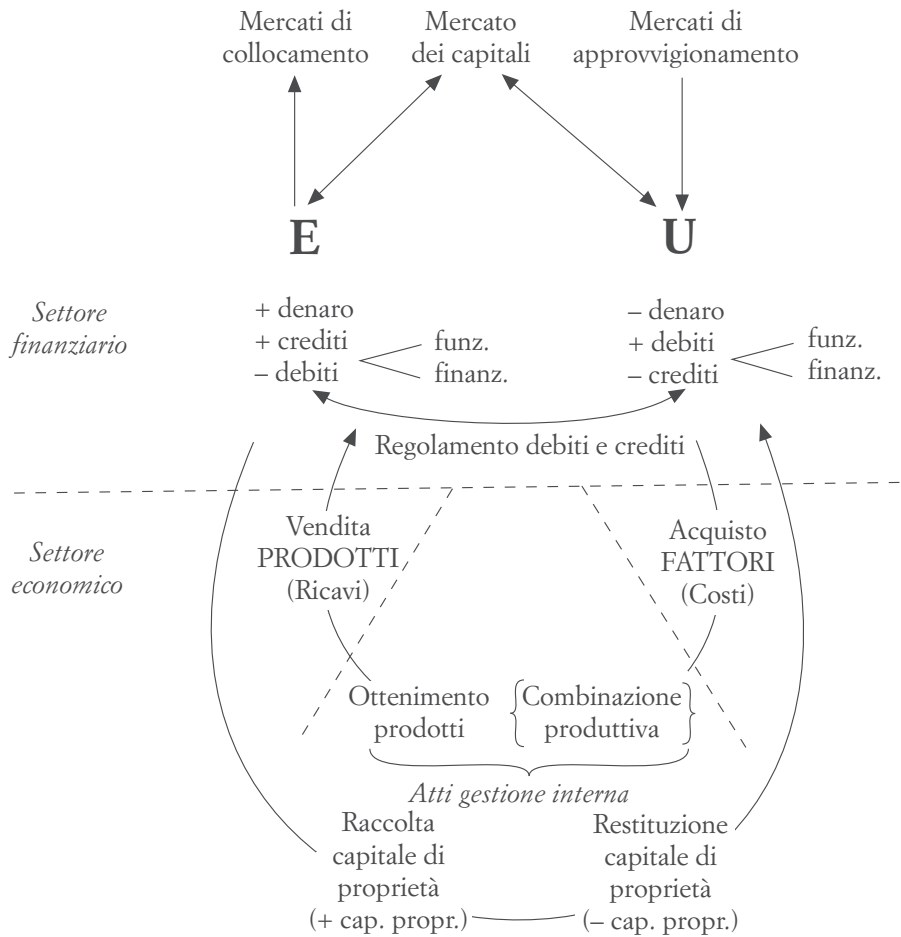 Mercati di
collocamento
Mercato
dei capitali
Mercati di
approvvigionamento
E
U
Settore
finanziario
+ denaro
+ crediti
– debiti
funz.
finanz.
– denaro
+ debiti
– crediti
funz.
finanz.
Regolamento debiti e crediti
Settore
economico
Vendita
PRODOTTI
(Ricavi)
Acquisto
FATTORI
(Costi)
Ottenimento
prodotti
Combinazione
produttiva
Atti gestione interna
Raccolta
capitale di
proprietà
(+ cap. propr.)
Restituzione
capitale di
proprietà
(– cap. propr.)